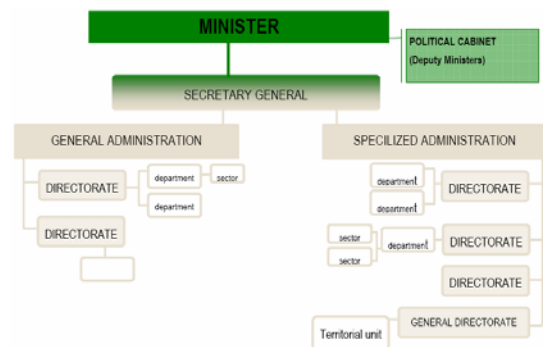 MINISTER
POLITICAL CABINET
(Deputy Ministers)
SECRETARY GENERAL
GENERAL ADMINISTRATION
SPECILIZED ADMINISTRATION
DIRECTORATE
department
sector
department
DIRECTORATE
department
department
DIRECTORATE
sector
sector
department
DIRECTORATE
DIRECTORATE
GENERAL DIRECTORATE
Territorial unit